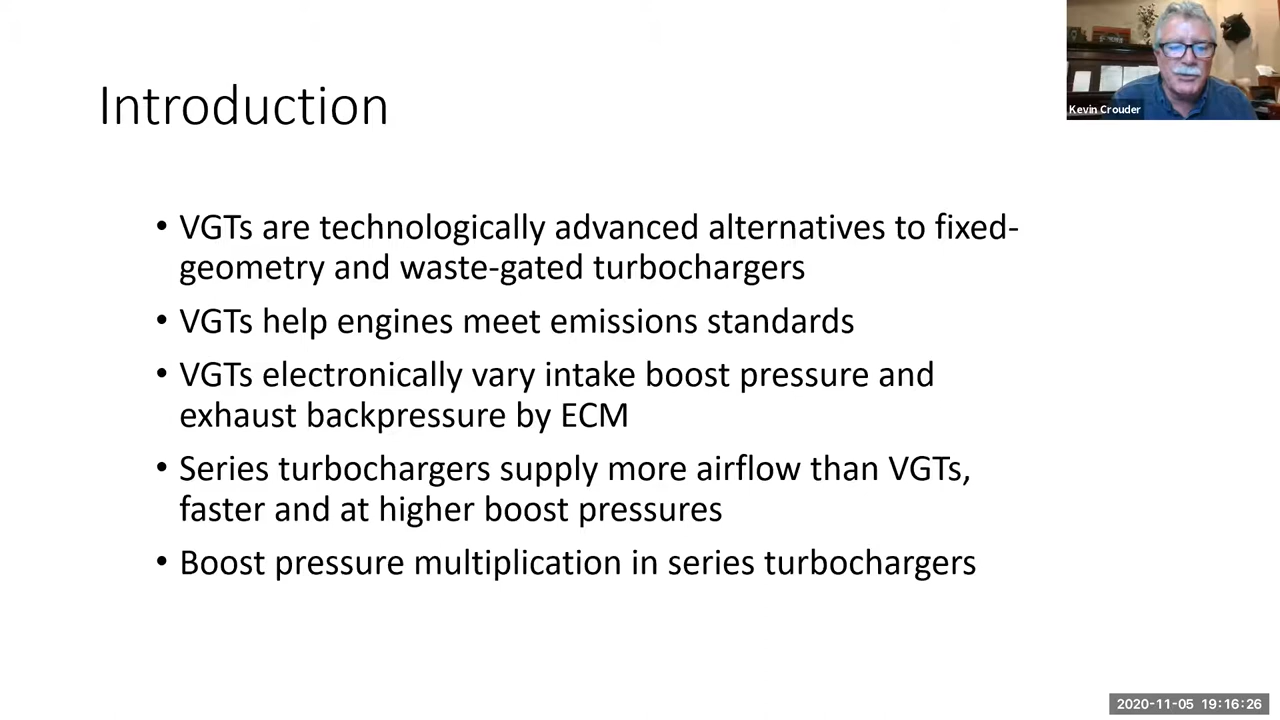 Introduction
Kevin Crouder
• VGTs are technologically advanced alternatives to fixed-
geometry and waste-gated turbochargers
• VGTs help engines meet emissions standards
• VGTs electronically vary intake boost pressure and
exhaust backpressure by ECM
• Series turbochargers supply more airflow than VGTs,
faster and at higher boost pressures
• Boost pressure multiplication in series turbochargers
2020-11-05 19:16:26